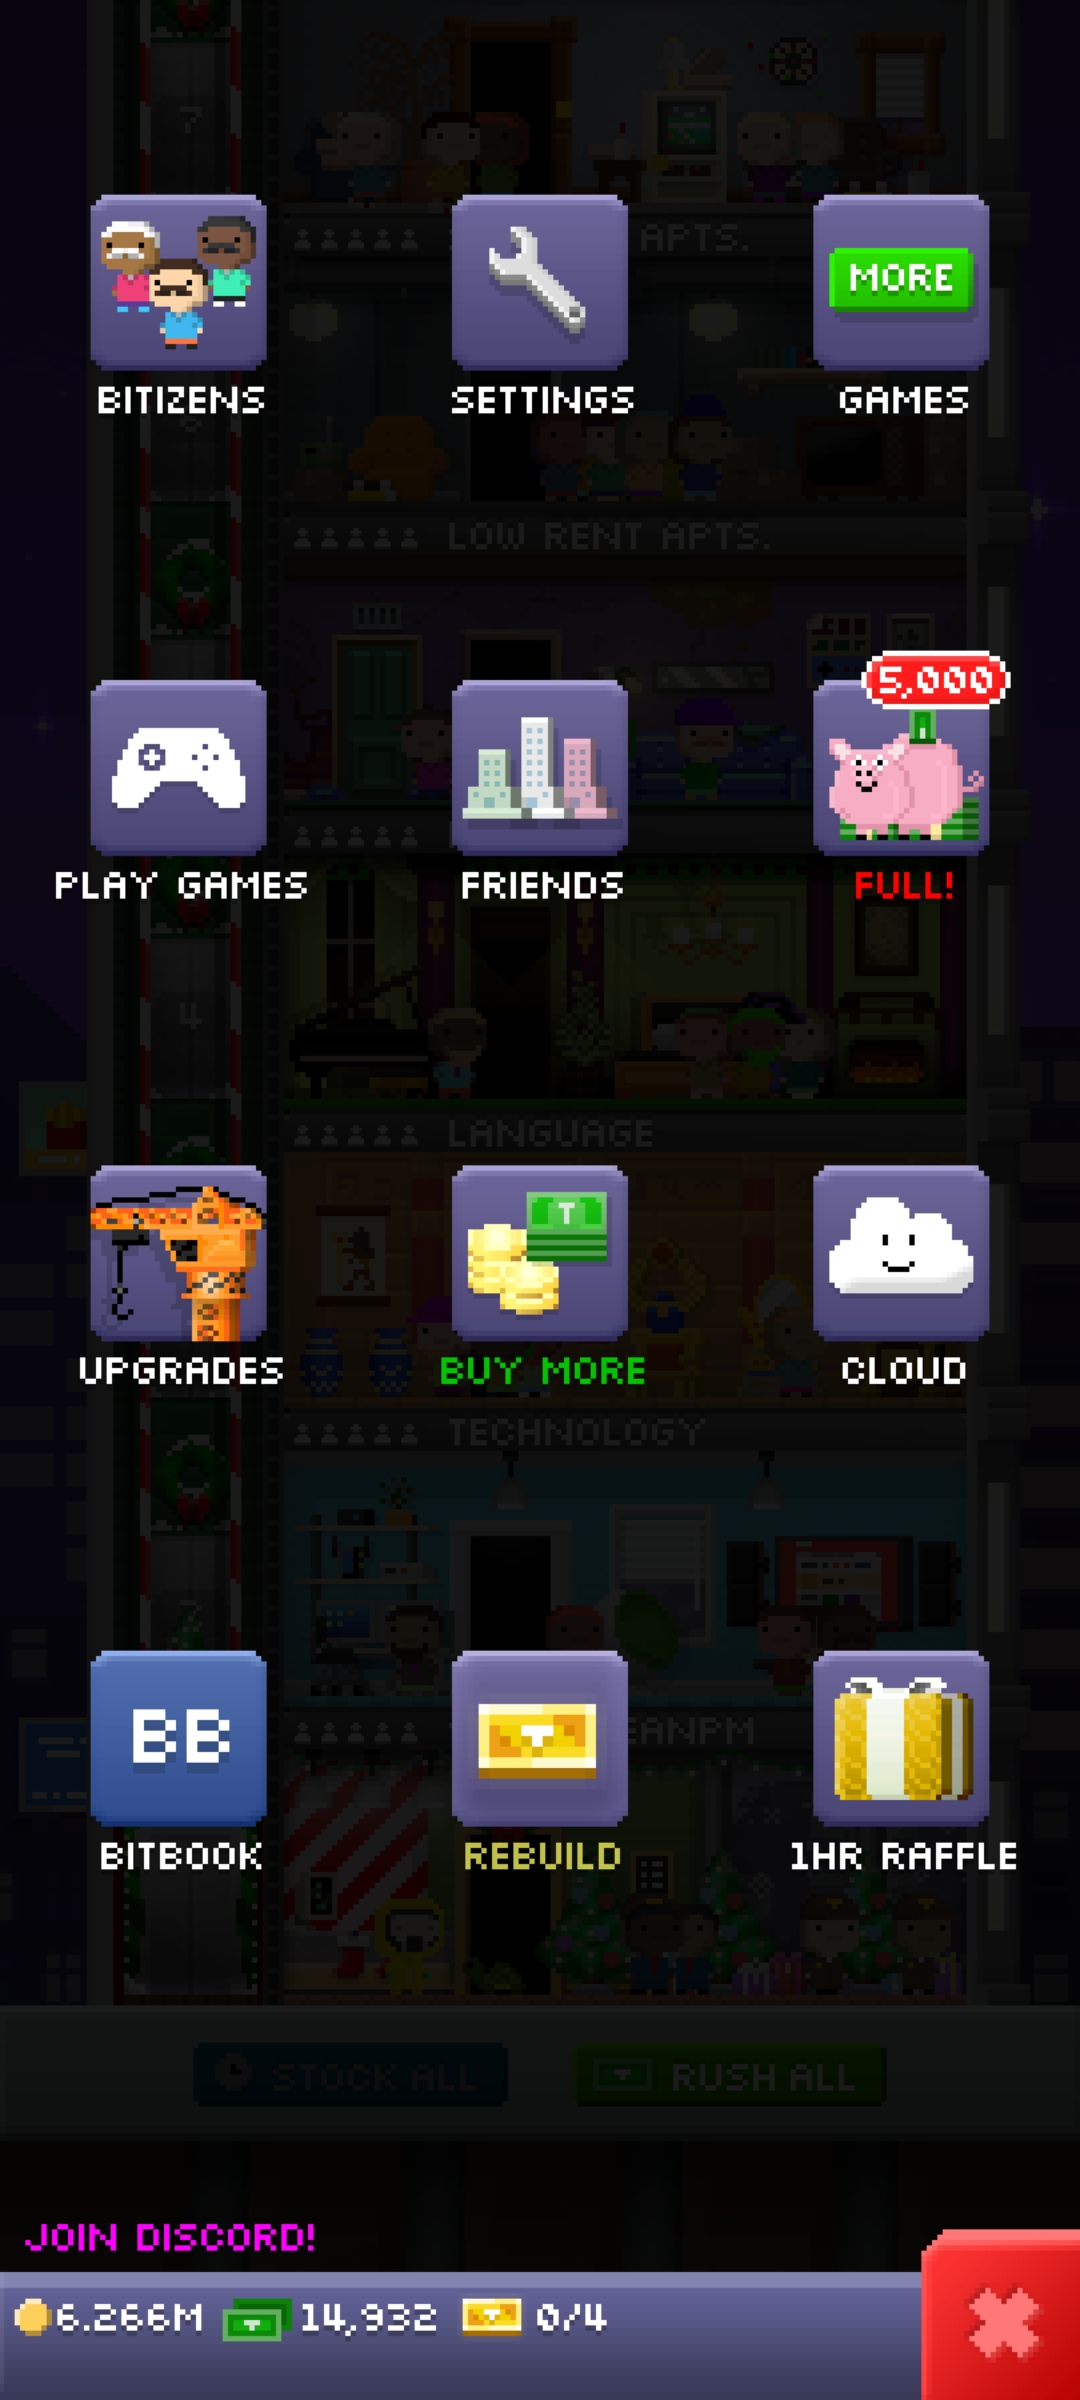 7
APTS.
MORE
BITIZENS
SETTINGS
GAMES
LOW RENT APTS.
5,000
PLAY GAMES
FRIENDS
FULL!
4
LANGUAGE
T
UPGRADES
BUY MORE
CLOUD
TECHNOLOGY
BB
EANPM
BITBOOK
REBUILD
1HR RAFFLE
STOCK ALL
RUSH ALL
JOIN DISCORD!
6.266M
14,932
0/4